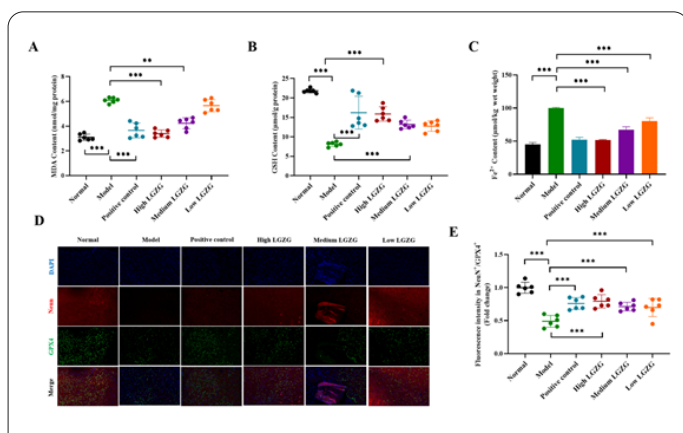 A
MDA Content (nmol/mg protein)
8
6
4
2
0
**
***
***
***
Normal
Model
Positive control
High LGZG
Medium LGZG
Low LGZG
B
GSH Content (μmol/g protein)
25
20
15
10
5
0
***
***
***
***
Normal
Model
Positive control
High LGZG
Medium LGZG
Low LGZG
C
Fe²⁺ Content (μmol/kg wet weight)
150
100
50
0
***
***
***
***
Normal
Model
Positive control
High LGZG
Medium LGZG
Low LGZG
D
Normal Model Positive control High LGZG Medium LGZG Low LGZG
DAPI
Neun
GPX4
Merge
E
Fluorescence intensity in NeuN⁺/GPX4⁺
(Fold change)
1.5
1.0
0.5
0.0
***
***
***
***
***
Normal
Model
Positive control
High LGZG
Medium LGZG
Low LGZG